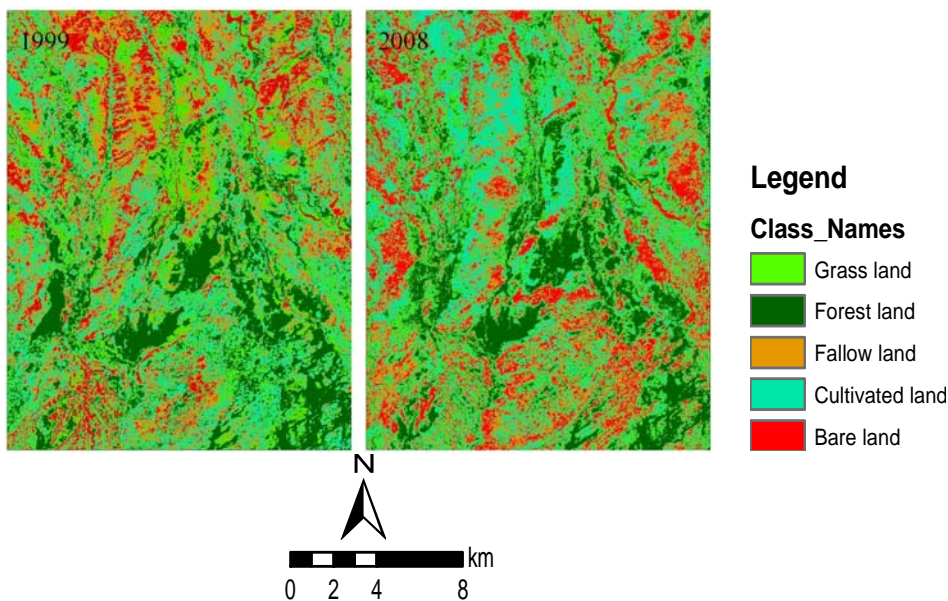 1999
2008
Legend
Class_Names
Grass land
Forest land
Fallow land
Cultivated land
Bare land
N
km
0 2 4 8